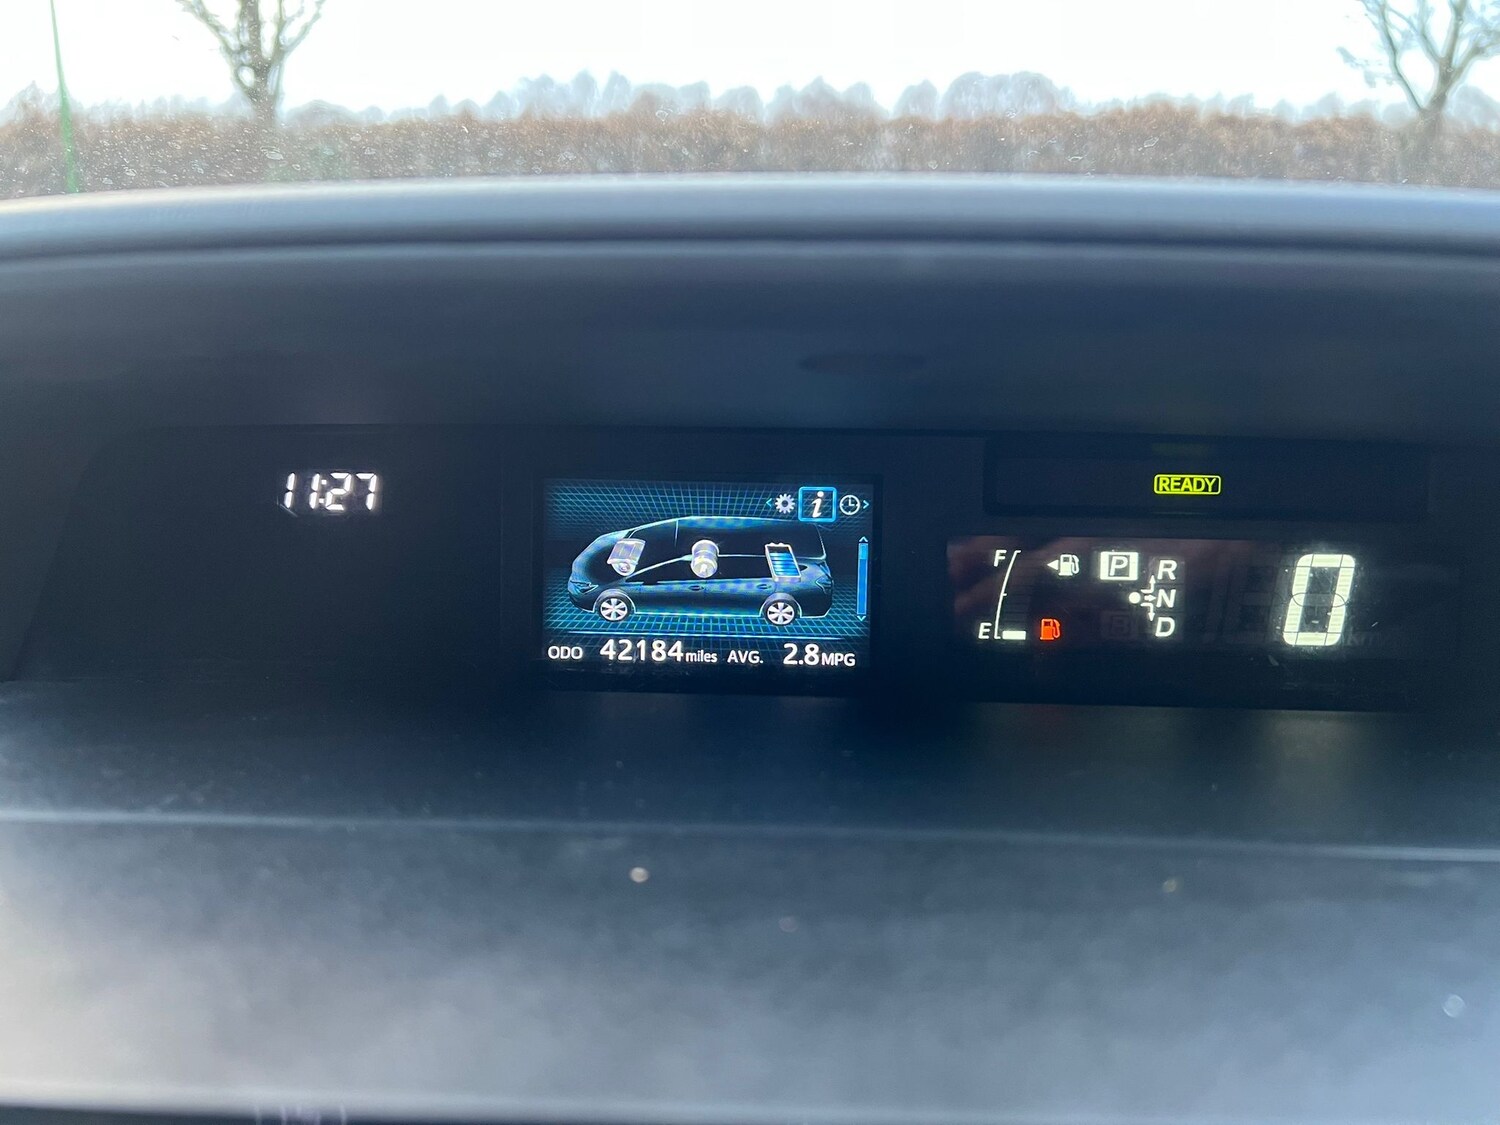 11:27
i
ODO 42184 miles AVG. 2.8 MPG
READY
F
E
P R
N
D
0